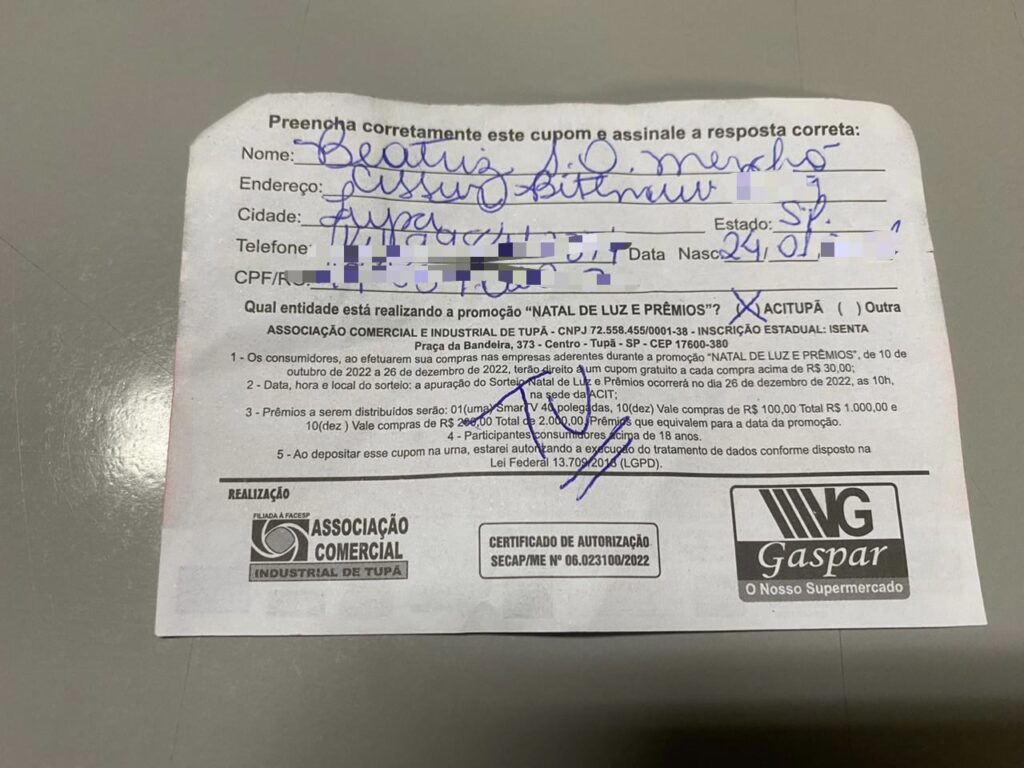 Preencha corretamente este cupom e assinale a resposta correta:
Nome: Beatriz S.O. Menchó
Endereço: Bitencour
Cidade: Tupã Estado: SP.
Telefone Data Nasc. 24, 01,
CPF/R
Qual entidade está realizando a promoção “NATAL DE LUZ E PRÊMIOS”? (X) ACITUPÃ ( ) Outra
ASSOCIAÇÃO COMERCIAL E INDUSTRIAL DE TUPÃ - CNPJ 72.558.455/0001-38 - INSCRIÇÃO ESTADUAL: ISENTA
Praça da Bandeira, 373 - Centro - Tupã - SP - CEP 17600-380
1 - Os consumidores, ao efetuarem sua compras nas empresas aderentes durante a promoção “NATAL DE LUZ E PRÊMIOS”, de 10 de
outubro de 2022 a 26 de dezembro de 2022, terão direito a um cupom gratuito a cada compra acima de R$ 30,00;
2 - Data, hora e local do sorteio: a apuração do Sorteio Natal de Luz e Prêmios ocorrerá no dia 26 de dezembro de 2022, as 10h,
na sede da ACIT;
3 - Prêmios a serem distribuídos serão: 01(uma) Smart TV 40 polegadas, 10(dez) Vale compras de R$ 100,00 Total R$ 1.000,00 e
10(dez ) Vale compras de R$ 200,00 Total de 2.000,00. Prêmios que equivalem para a data da promoção.
4 - Participantes consumidores acima de 18 anos.
5 - Ao depositar esse cupom na urna, estarei autorizando a execução do tratamento de dados conforme disposto na
Lei Federal 13.709/2018 (LGPD).
TV
REALIZAÇÃO
FILIADA À FACESP
ASSOCIAÇÃO
COMERCIAL
INDUSTRIAL DE TUPÃ
CERTIFICADO DE AUTORIZAÇÃO
SECAP/ME Nº 06.023100/2022
VG
Gaspar
O Nosso Supermercado